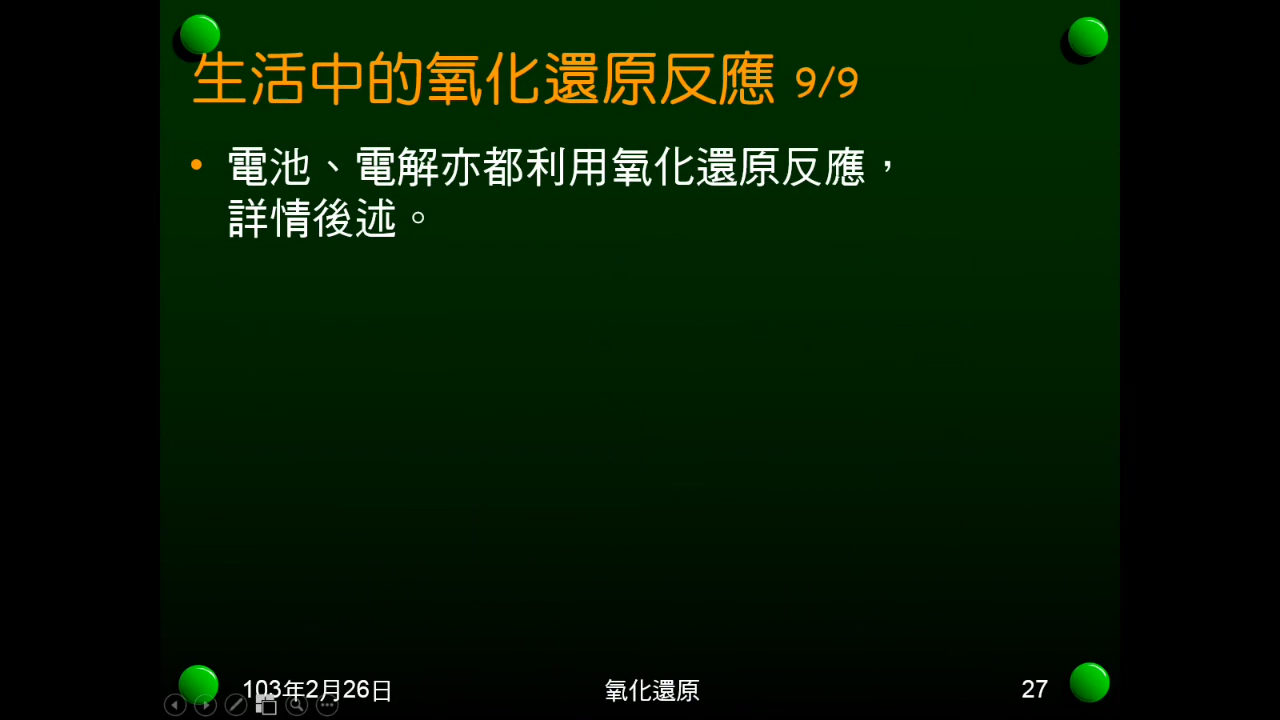 生活中的氧化還原反應 9/9
• 電池、電解亦都利用氧化還原反應，
詳情後述。
103年2月26日
氧化還原
27